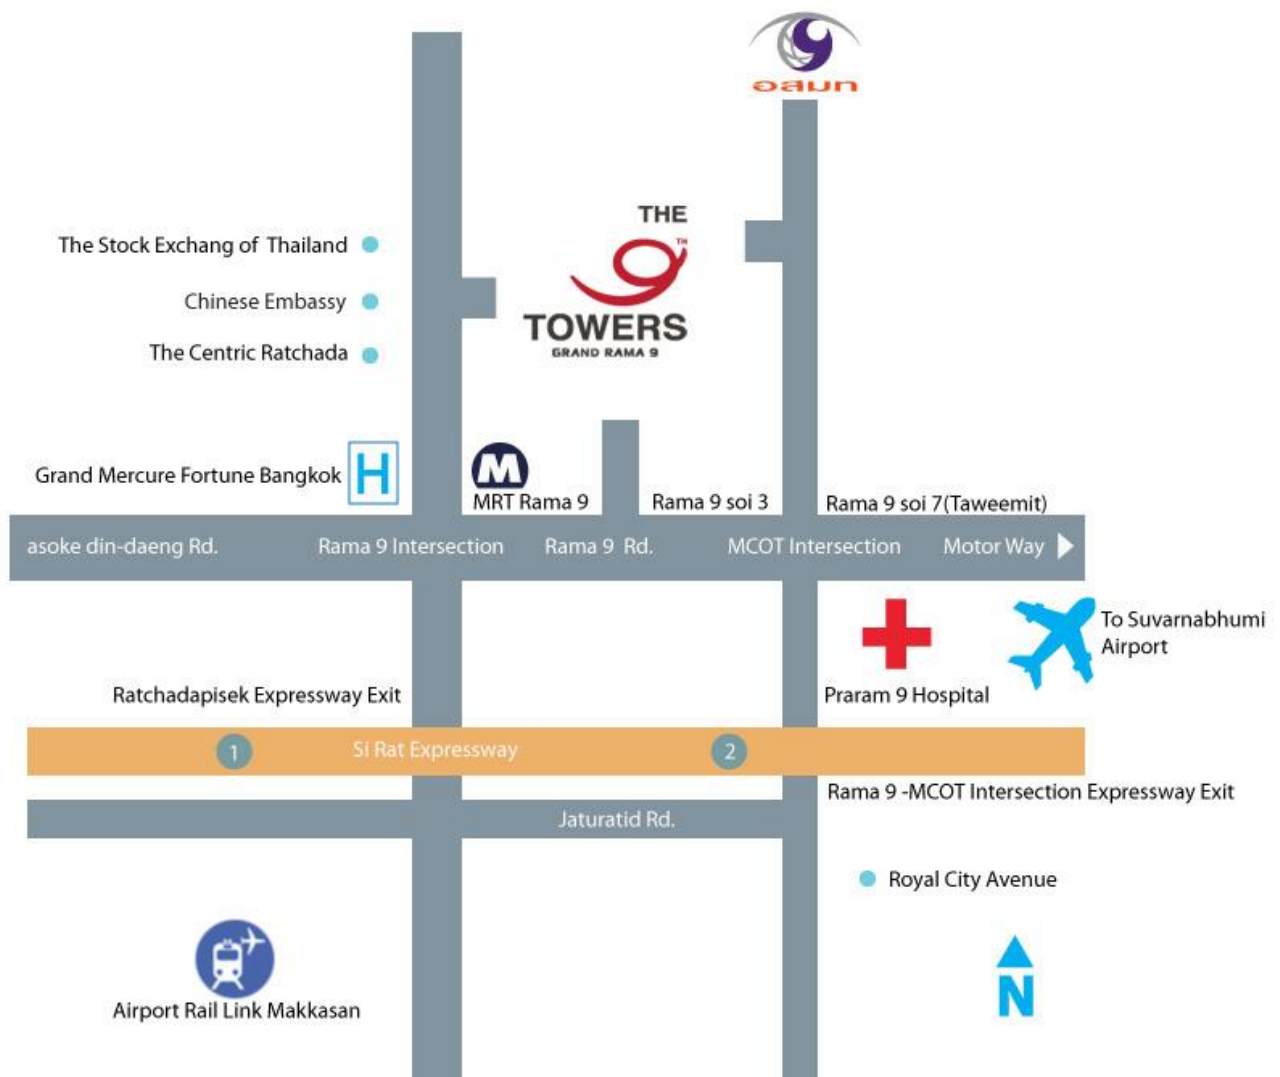 อสมท
THE
9
TM
TOWERS
GRAND RAMA 9
The Stock Exchang of Thailand
Chinese Embassy
The Centric Ratchada
Grand Mercure Fortune Bangkok
H
M
MRT Rama 9
Rama 9 soi 3
Rama 9 soi 7(Taweemit)
asoke din-daeng Rd.
Rama 9 Intersection
Rama 9 Rd.
MCOT Intersection
Motor Way
To Suvarnabhumi
Airport
Praram 9 Hospital
Ratchadapisek Expressway Exit
1
Si Rat Expressway
2
Rama 9 -MCOT Intersection Expressway Exit
Jaturatid Rd.
Royal City Avenue
Airport Rail Link Makkasan
N